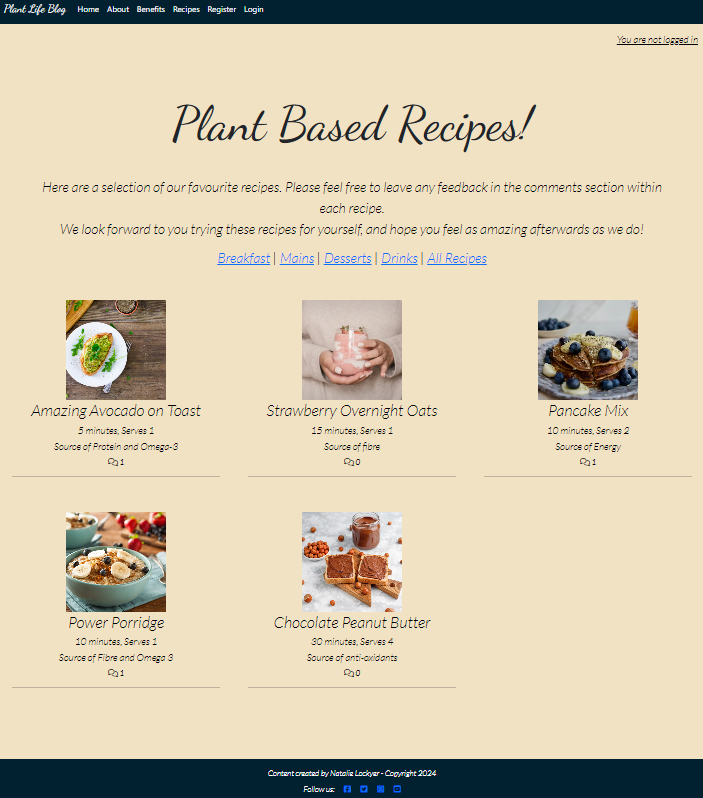 Plant Life Blog Home About Benefits Recipes Register Login
You are not logged in
Plant Based Recipes!
Here are a selection of our favourite recipes. Please feel free to leave any feedback in the comments section within
each recipe.
We look forward to you trying these recipes for yourself, and hope you feel as amazing afterwards as we do!
Breakfast | Mains | Desserts | Drinks | All Recipes
Amazing Avocado on Toast
5 minutes, Serves 1
Source of Protein and Omega-3
1
Strawberry Overnight Oats
15 minutes, Serves 1
Source of fibre
0
Pancake Mix
10 minutes, Serves 2
Source of Energy
1
Power Porridge
10 minutes, Serves 1
Source of Fibre and Omega 3
1
Chocolate Peanut Butter
30 minutes, Serves 4
Source of anti-oxidants
0
Content created by Natalie Lockyer - Copyright 2024
Follow us: